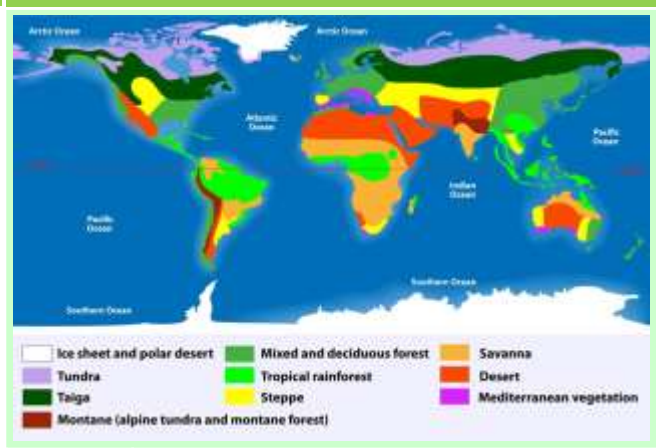 Arctic Ocean
Arctic Ocean
Atlantic
Ocean
Pacific
Ocean
Indian
Ocean
Pacific
Ocean
Southern Ocean
Southern Ocean
Ice sheet and polar desert
Mixed and deciduous forest
Savanna
Tundra
Tropical rainforest
Desert
Taiga
Steppe
Mediterranean vegetation
Montane (alpine tundra and montane forest)